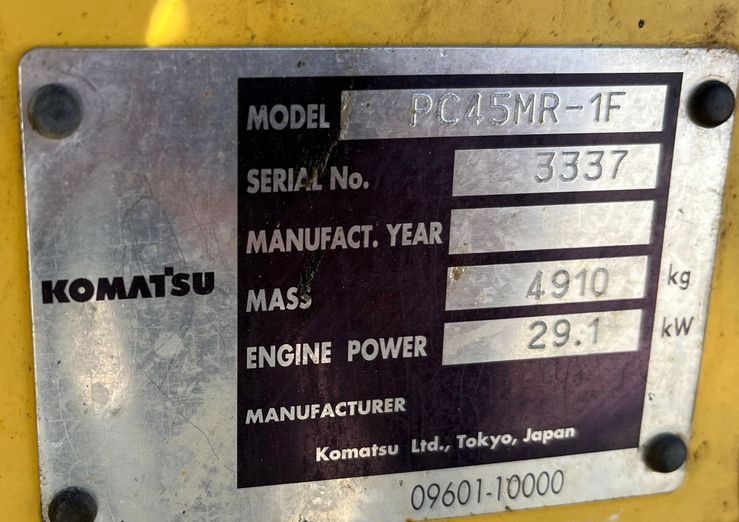 MODEL PC45MR-1F
SERIAL No. 3337
MANUFACT. YEAR
KOMATSU
MASS 4910 kg
ENGINE POWER 29.1 kW
MANUFACTURER
Komatsu Ltd., Tokyo, Japan
09601-10000